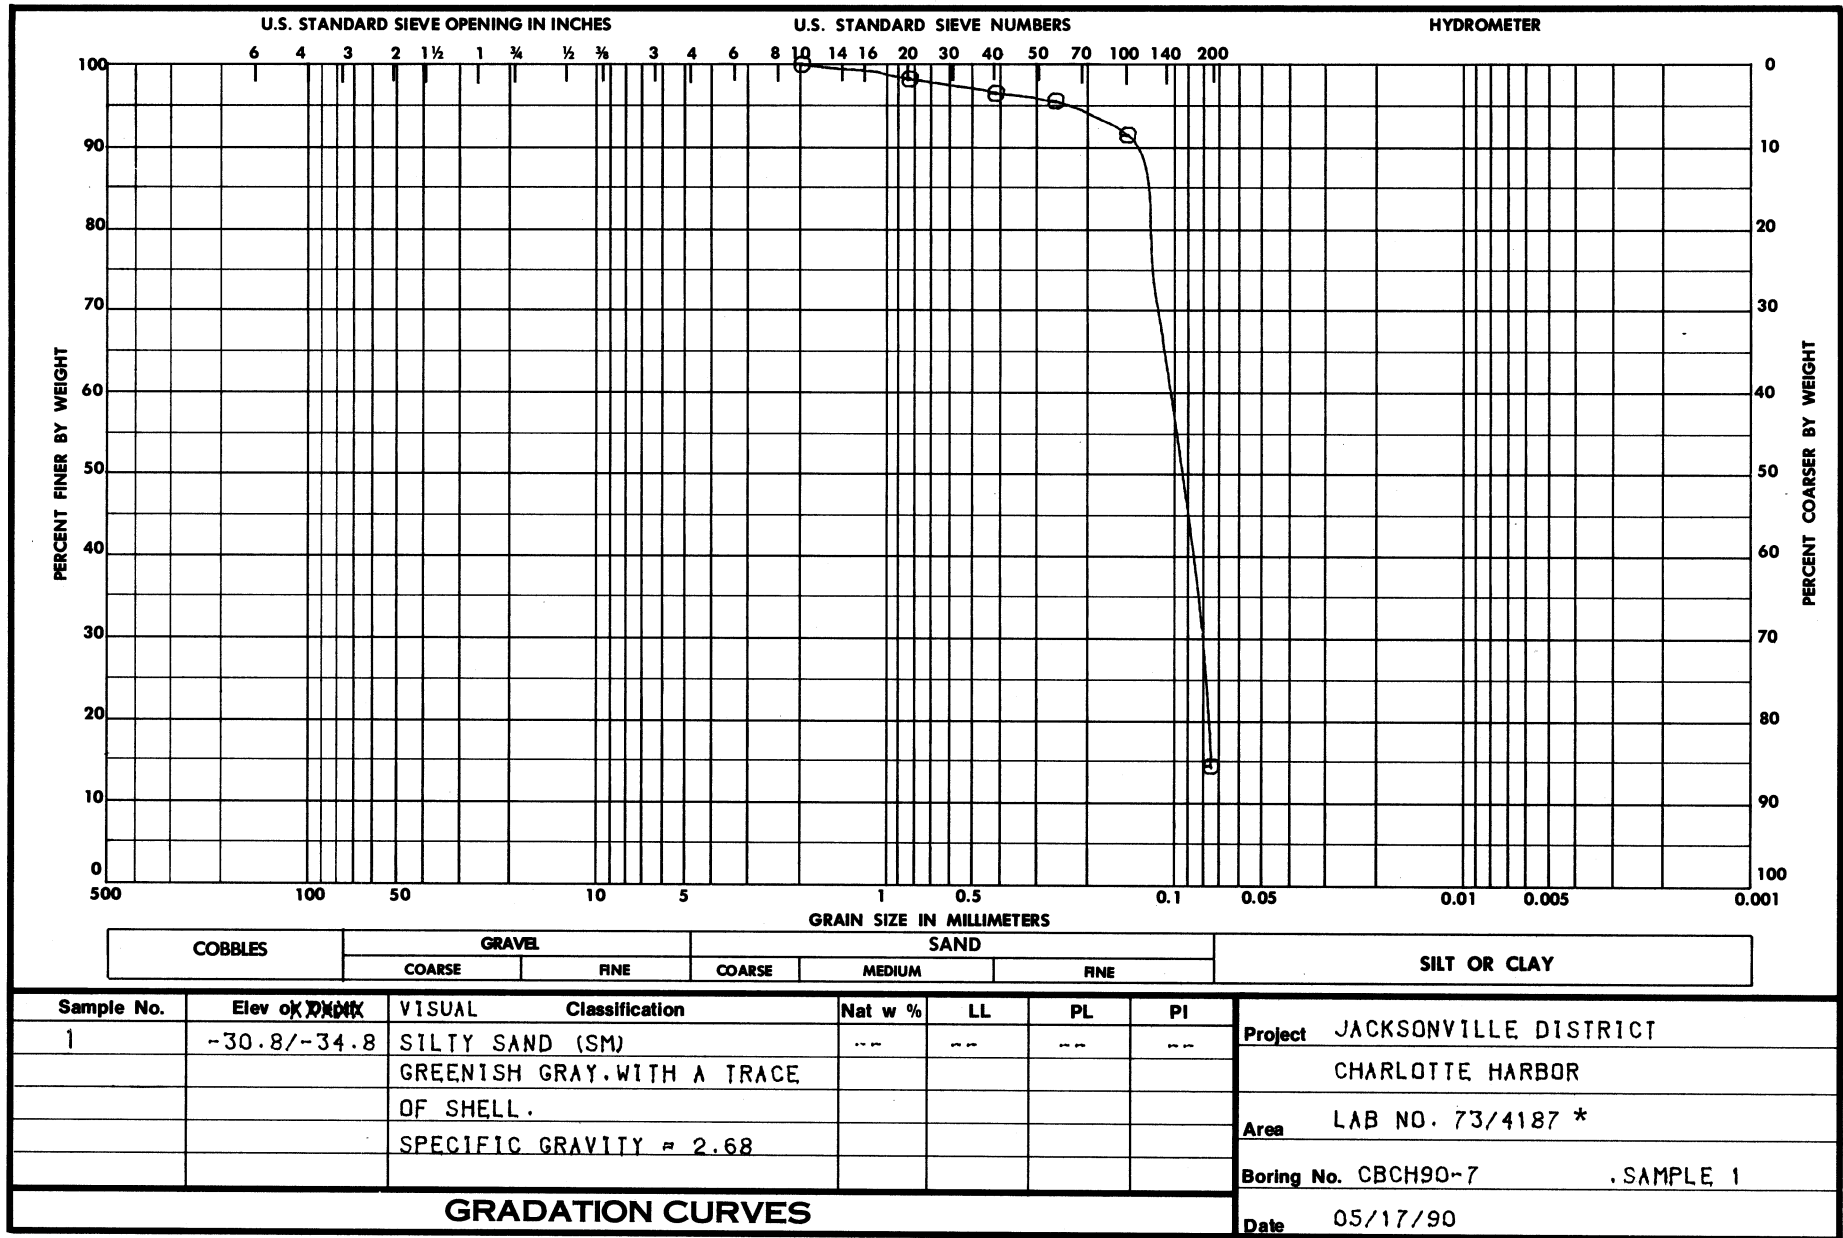 U.S. STANDARD SIEVE OPENING IN INCHES U.S. STANDARD SIEVE NUMBERS HYDROMETER
6 4 3 2 1½ 1 ¾ ½ ⅜ 3 4 6 8 10 14 16 20 30 40 50 70 100 140 200
100 0
90 10
80 20
70 30
60 40
50 50
40 60
30 70
20 80
10 90
0 100
PERCENT FINER BY WEIGHT
PERCENT COARSER BY WEIGHT
500 100 50 10 5 1 0.5 0.1 0.05 0.01 0.005 0.001
GRAIN SIZE IN MILLIMETERS
COBBLES GRAVEL SAND SILT OR CLAY
COARSE FINE COARSE MEDIUM FINE
Sample No. Elev or Depth VISUAL Classification Nat w % LL PL PI
1 -30.8/-34.8 SILTY SAND (SM) -- -- -- --
GREENISH GRAY.WITH A TRACE
OF SHELL.
SPECIFIC GRAVITY = 2.68
Project JACKSONVILLE DISTRICT
CHARLOTTE HARBOR
Area LAB NO. 73/4187 *
Boring No. CBCH90-7 .SAMPLE 1
Date 05/17/90
GRADATION CURVES